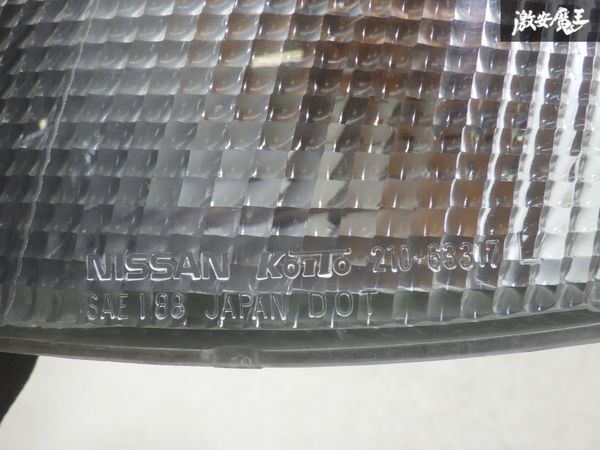 激安魔王
NISSAN KOITO 210-63317 L
SAE I 88 JAPAN DOT